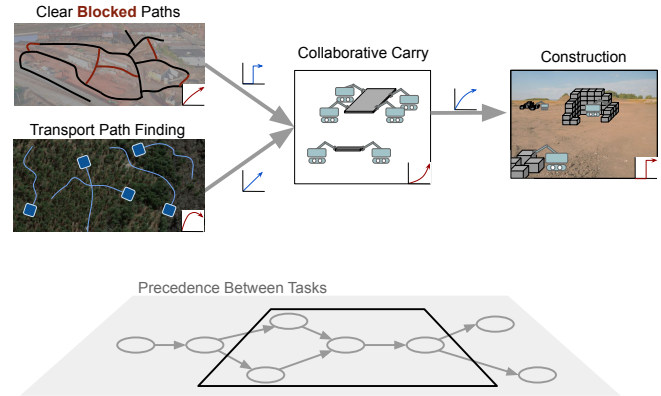 Clear Blocked Paths
Transport Path Finding
Collaborative Carry
Construction
Precedence Between Tasks